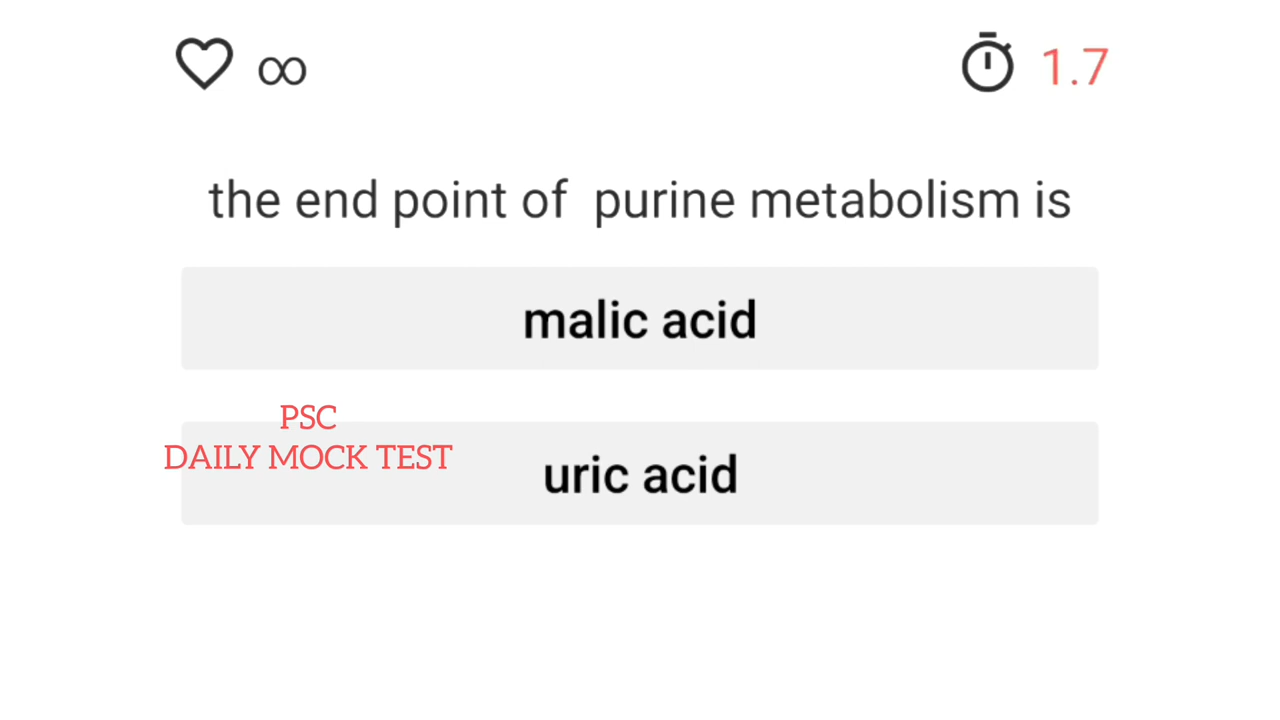 ∞
1.7
the end point of  purine metabolism is
malic acid
PSC
DAILY MOCK TEST
uric acid